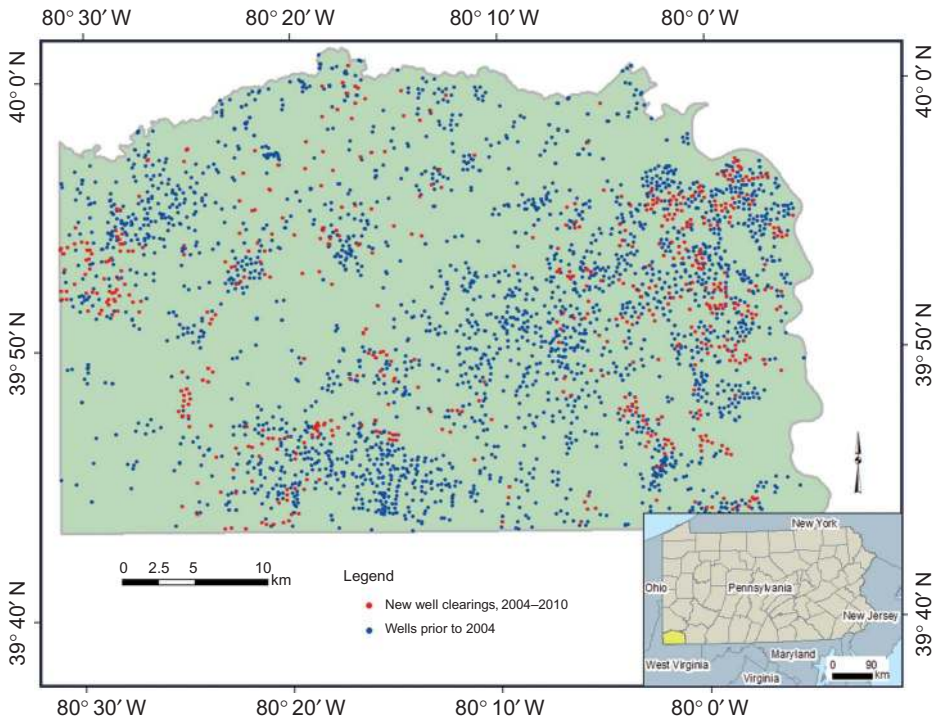 80° 30′ W 80° 20′ W 80° 10′ W 80° 0′ W
40° 0′ N
40° 0′ N
39° 50′ N
39° 50′ N
39° 40′ N
39° 40′ N
0 2.5 5 10
km
Legend
New well clearings, 2004–2010
Wells prior to 2004
New York
Ohio
Pennsylvania
New Jersey
Maryland
West Virginia
Virginia
0 90
km
80° 30′ W 80° 20′ W 80° 10′ W 80° 0′ W